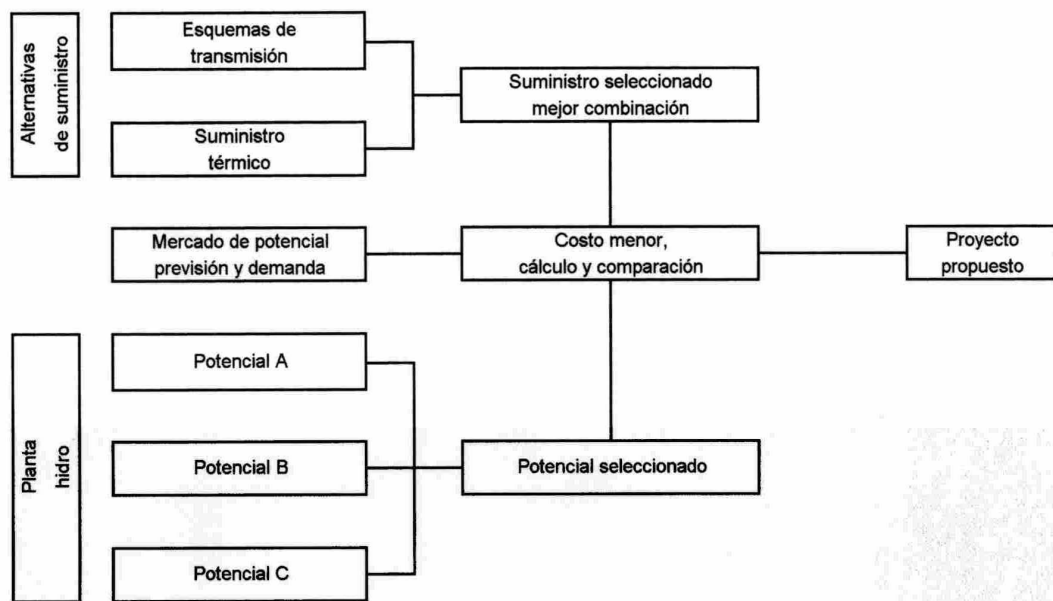 Alternativas
de suministro
Esquemas de
transmisión
Suministro
térmico
Suministro seleccionado
mejor combinación
Mercado de potencial
previsión y demanda
Costo menor,
cálculo y comparación
Proyecto
propuesto
Planta
hidro
Potencial A
Potencial B
Potencial C
Potencial seleccionado